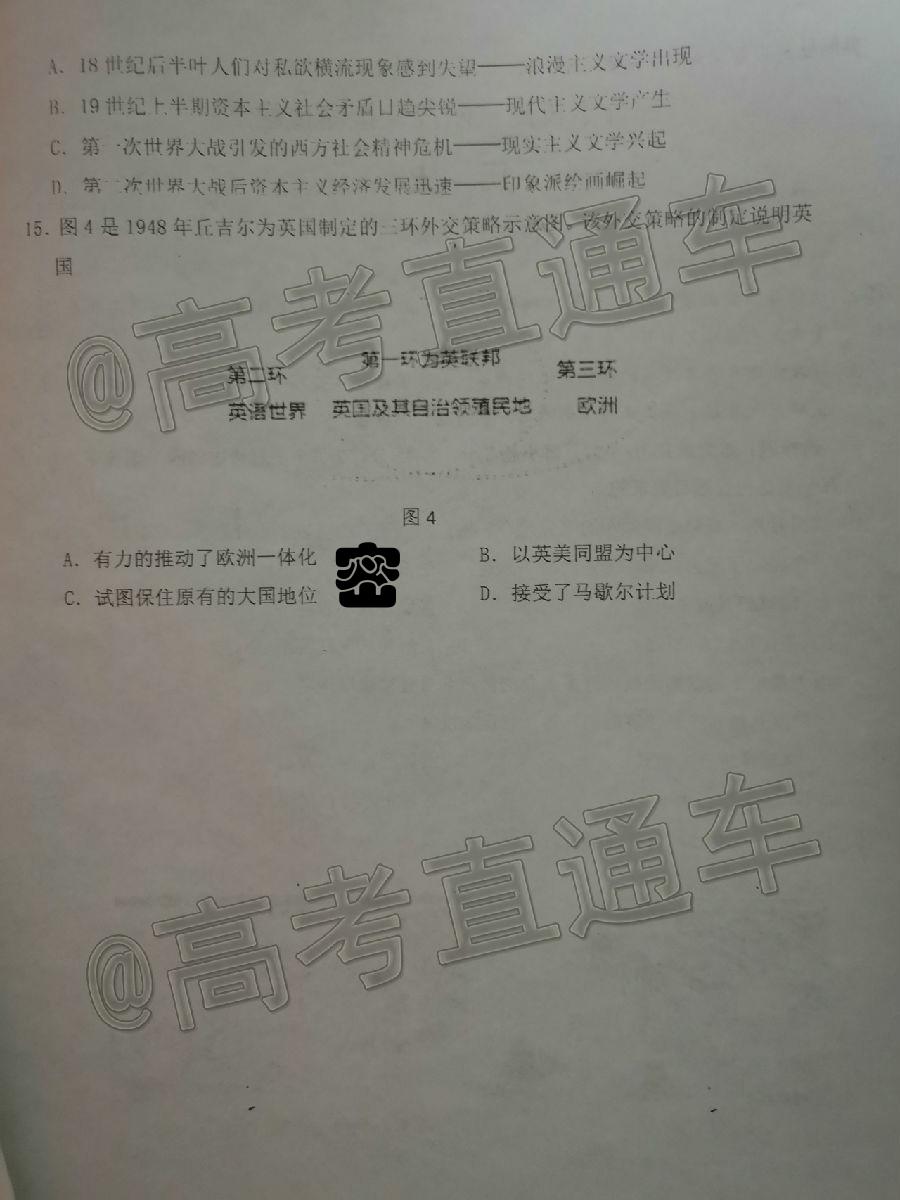 A. 18世纪后半叶人们对私欲横流现象感到失望——浪漫主义文学出现
B. 19世纪上半期资本主义社会矛盾日趋尖锐——现代主义文学产生
C. 第一次世界大战引发的西方社会精神危机——现实主义文学兴起
D. 第二次世界大战后资本主义经济发展迅速——印象派绘画崛起
15. 图4是1948年丘吉尔为英国制定的三环外交策略示意图。该外交策略的制定说明英
国
第二环 第一环为英联邦 第三环
英语世界 英国及其自治领殖民地 欧洲
图4
A. 有力的推动了欧洲一体化 B. 以英美同盟为中心
密
C. 试图保住原有的大国地位 D. 接受了马歇尔计划
@高考直通车
@高考直通车